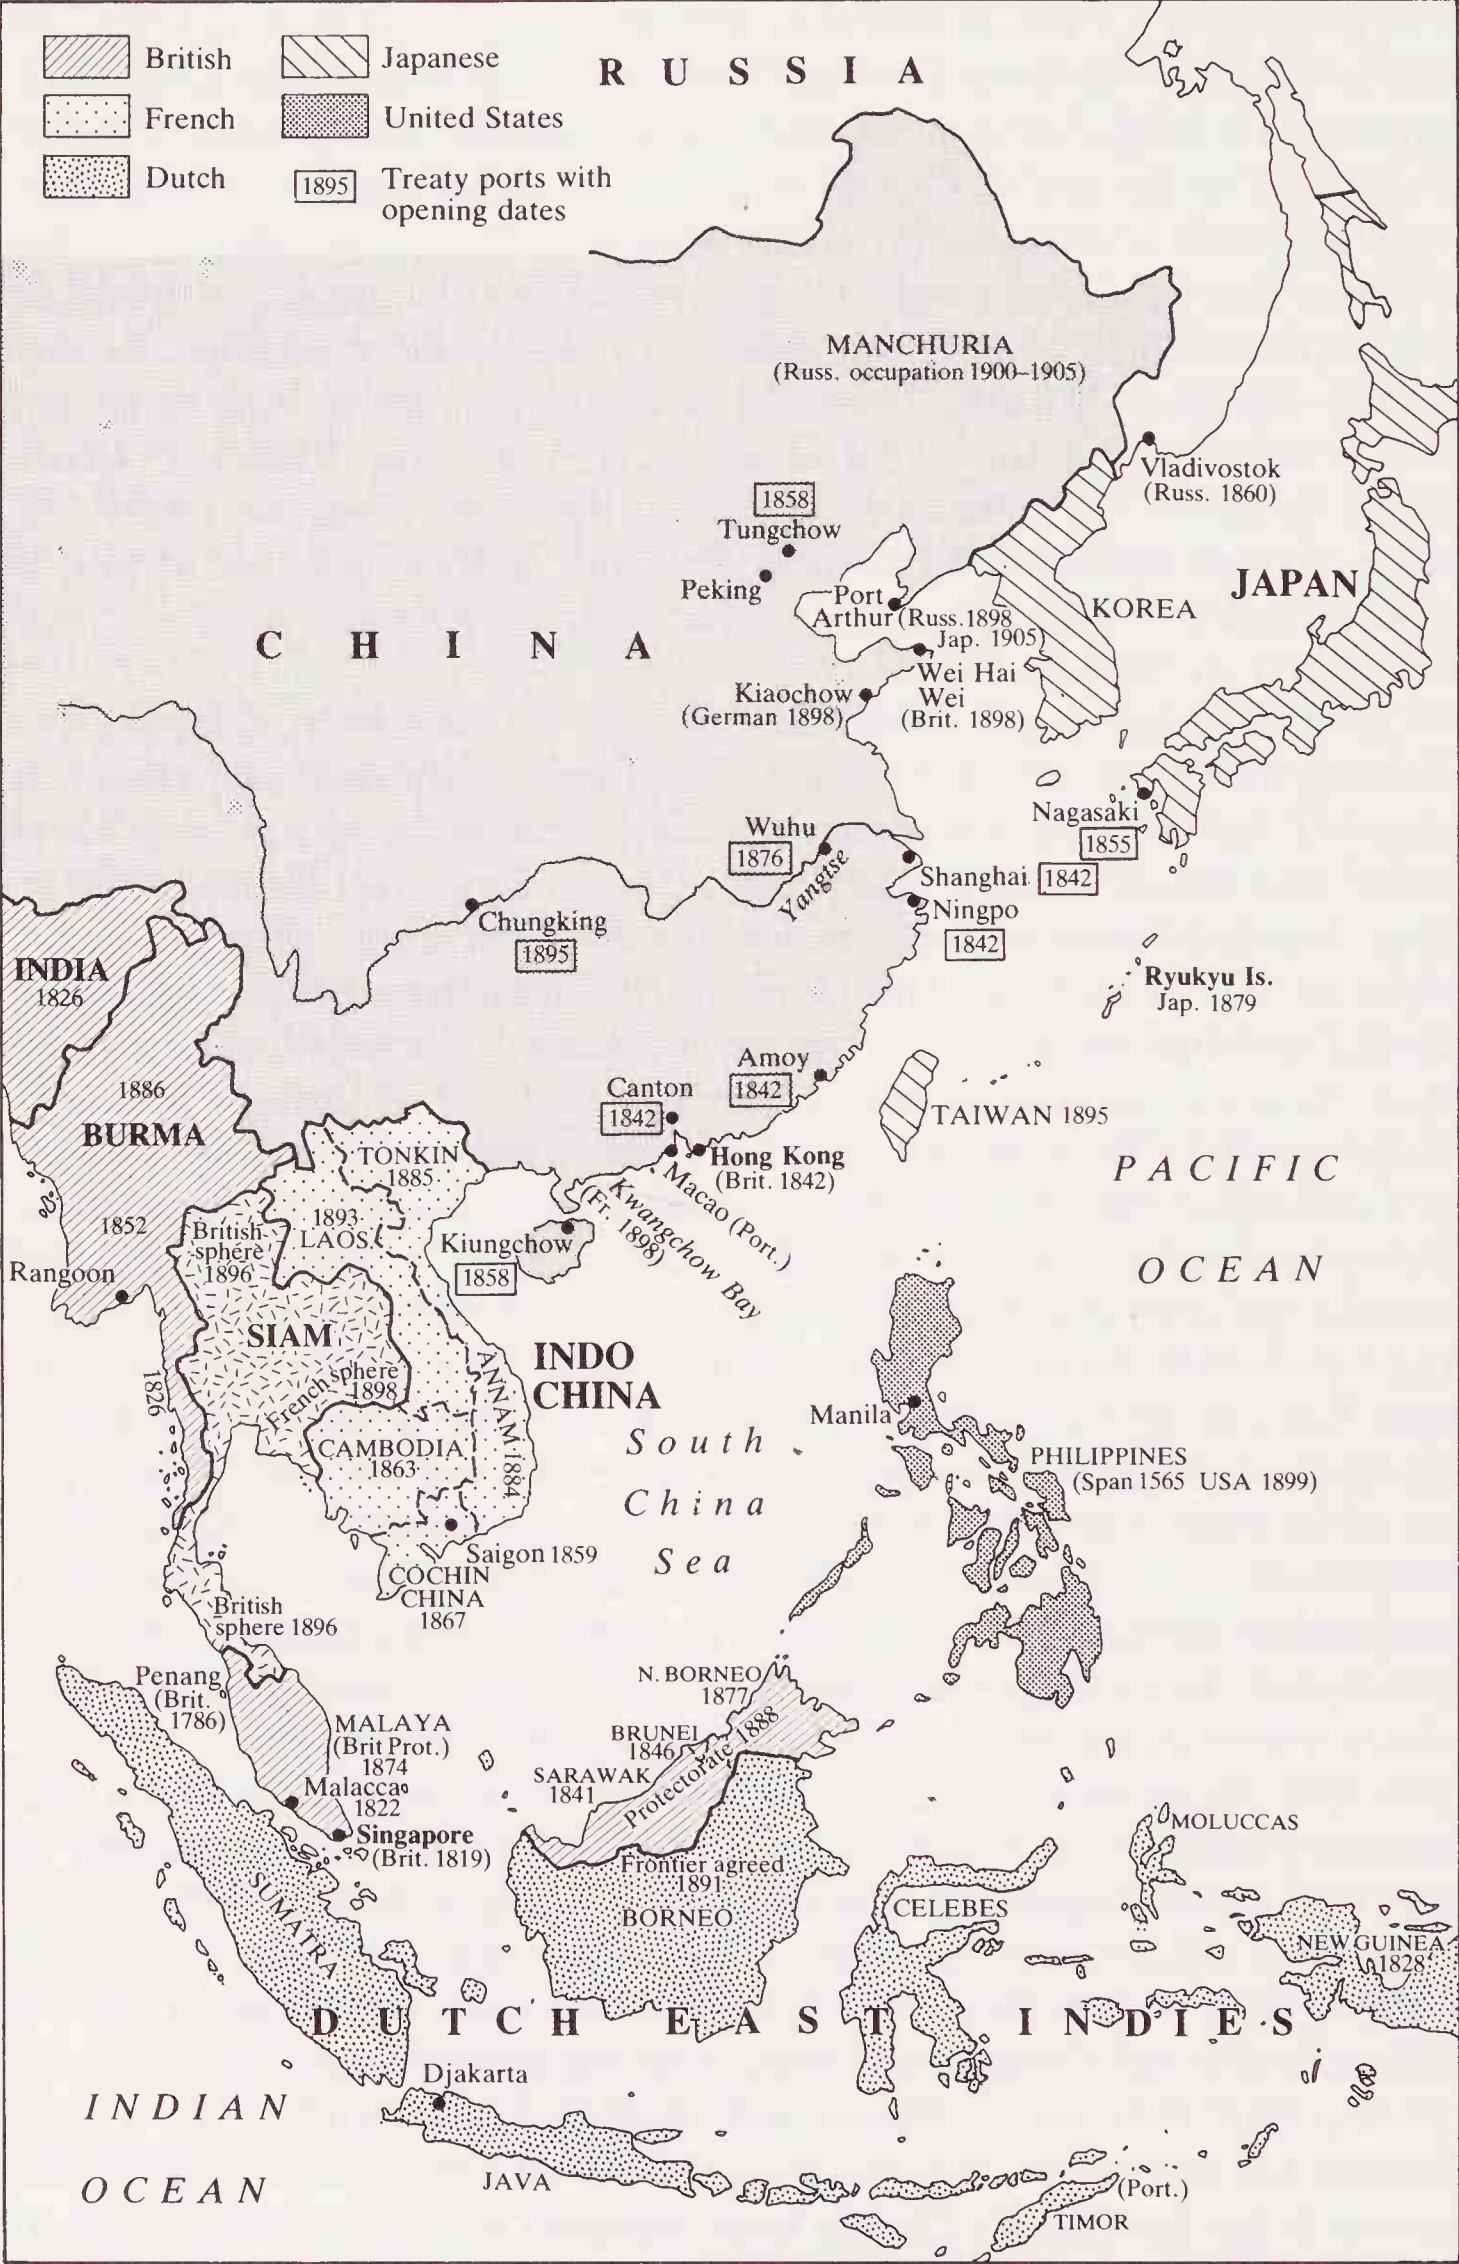 British
Japanese
French
United States
Dutch
1895
Treaty ports with
opening dates
RUSSIA
MANCHURIA
(Russ. occupation 1900–1905)
Vladivostok
(Russ. 1860)
1858
Tungchow
Peking
Port
Arthur (Russ. 1898
Jap. 1905)
JAPAN
KOREA
CHINA
Wei Hai
Wei
(Brit. 1898)
Kiaochow
(German 1898)
Nagasaki
1855
Wuhu
1876
Yangtse
Shanghai 1842
Ningpo
1842
Chungking
1895
INDIA
1826
Ryukyu Is.
Jap. 1879
Amoy
1842
Canton
1842
TAIWAN 1895
1886
BURMA
1852
Rangoon
1826
TONKIN
1885
Hong Kong
(Brit. 1842)
Macao (Port.)
Kwangchow Bay
(Fr. 1898)
PACIFIC
OCEAN
British
sphere
1896
1893
LAOS
Kiungchow
1858
SIAM
French sphere
1898
INDO
CHINA
ANNAM 1884
CAMBODIA
1863
South
China
Sea
Manila
PHILIPPINES
(Span 1565 USA 1899)
Saigon 1859
COCHIN
CHINA
1867
British
sphere 1896
Penang
(Brit.
1786)
MALAYA
(Brit Prot.)
1874
Malacca
1822
Singapore
(Brit. 1819)
N. BORNEO
1877
BRUNEI
1846
SARAWAK
1841
Protectorate 1888
Frontier agreed
1891
BORNEO
MOLUCCAS
CELEBES
SUMATRA
NEW GUINEA
1828
DUTCH EAST INDIES
Djakarta
INDIAN
OCEAN
JAVA
(Port.)
TIMOR